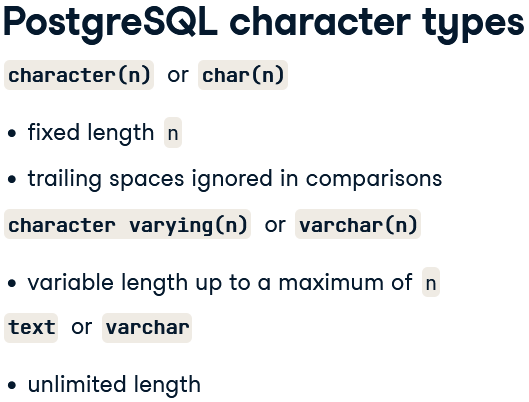 PostgreSQL character types
character(n) or char(n)
• fixed length n
• trailing spaces ignored in comparisons
character varying(n) or varchar(n)
• variable length up to a maximum of n
text or varchar
• unlimited length